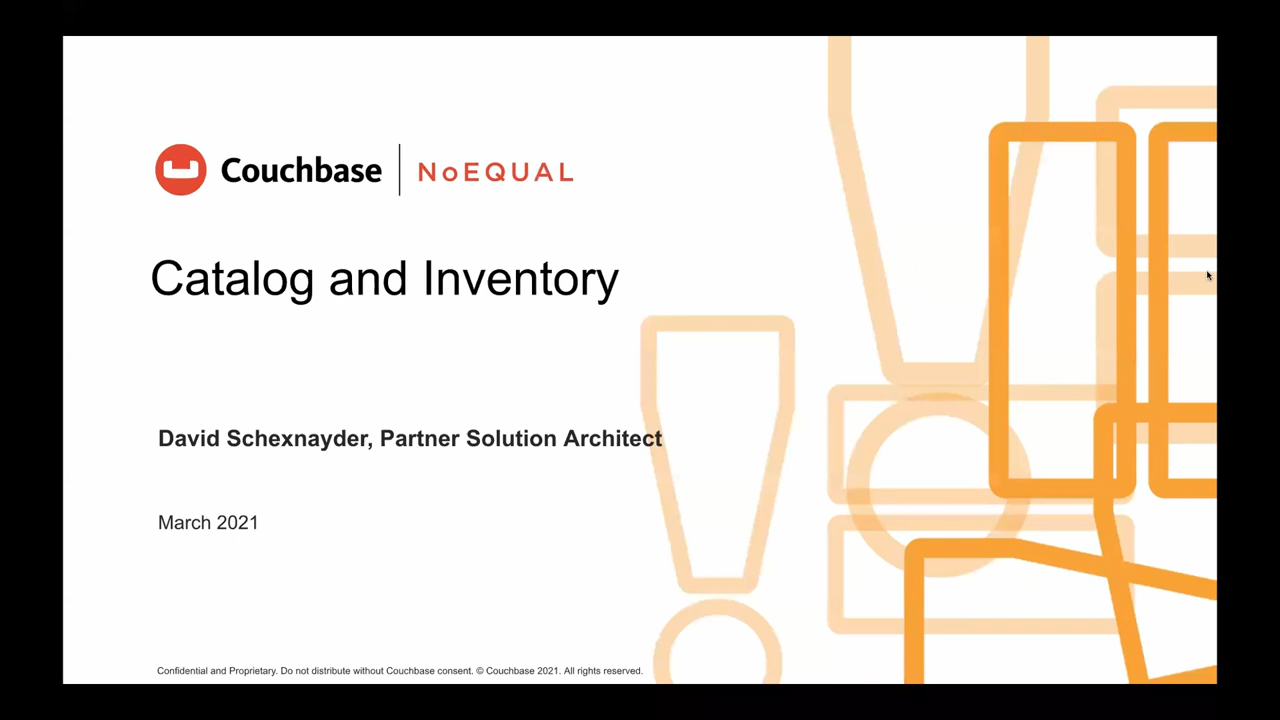 Couchbase | NoEQUAL
Catalog and Inventory
David Schexnayder, Partner Solution Architect
March 2021
Confidential and Proprietary. Do not distribute without Couchbase consent. © Couchbase 2021. All rights reserved.